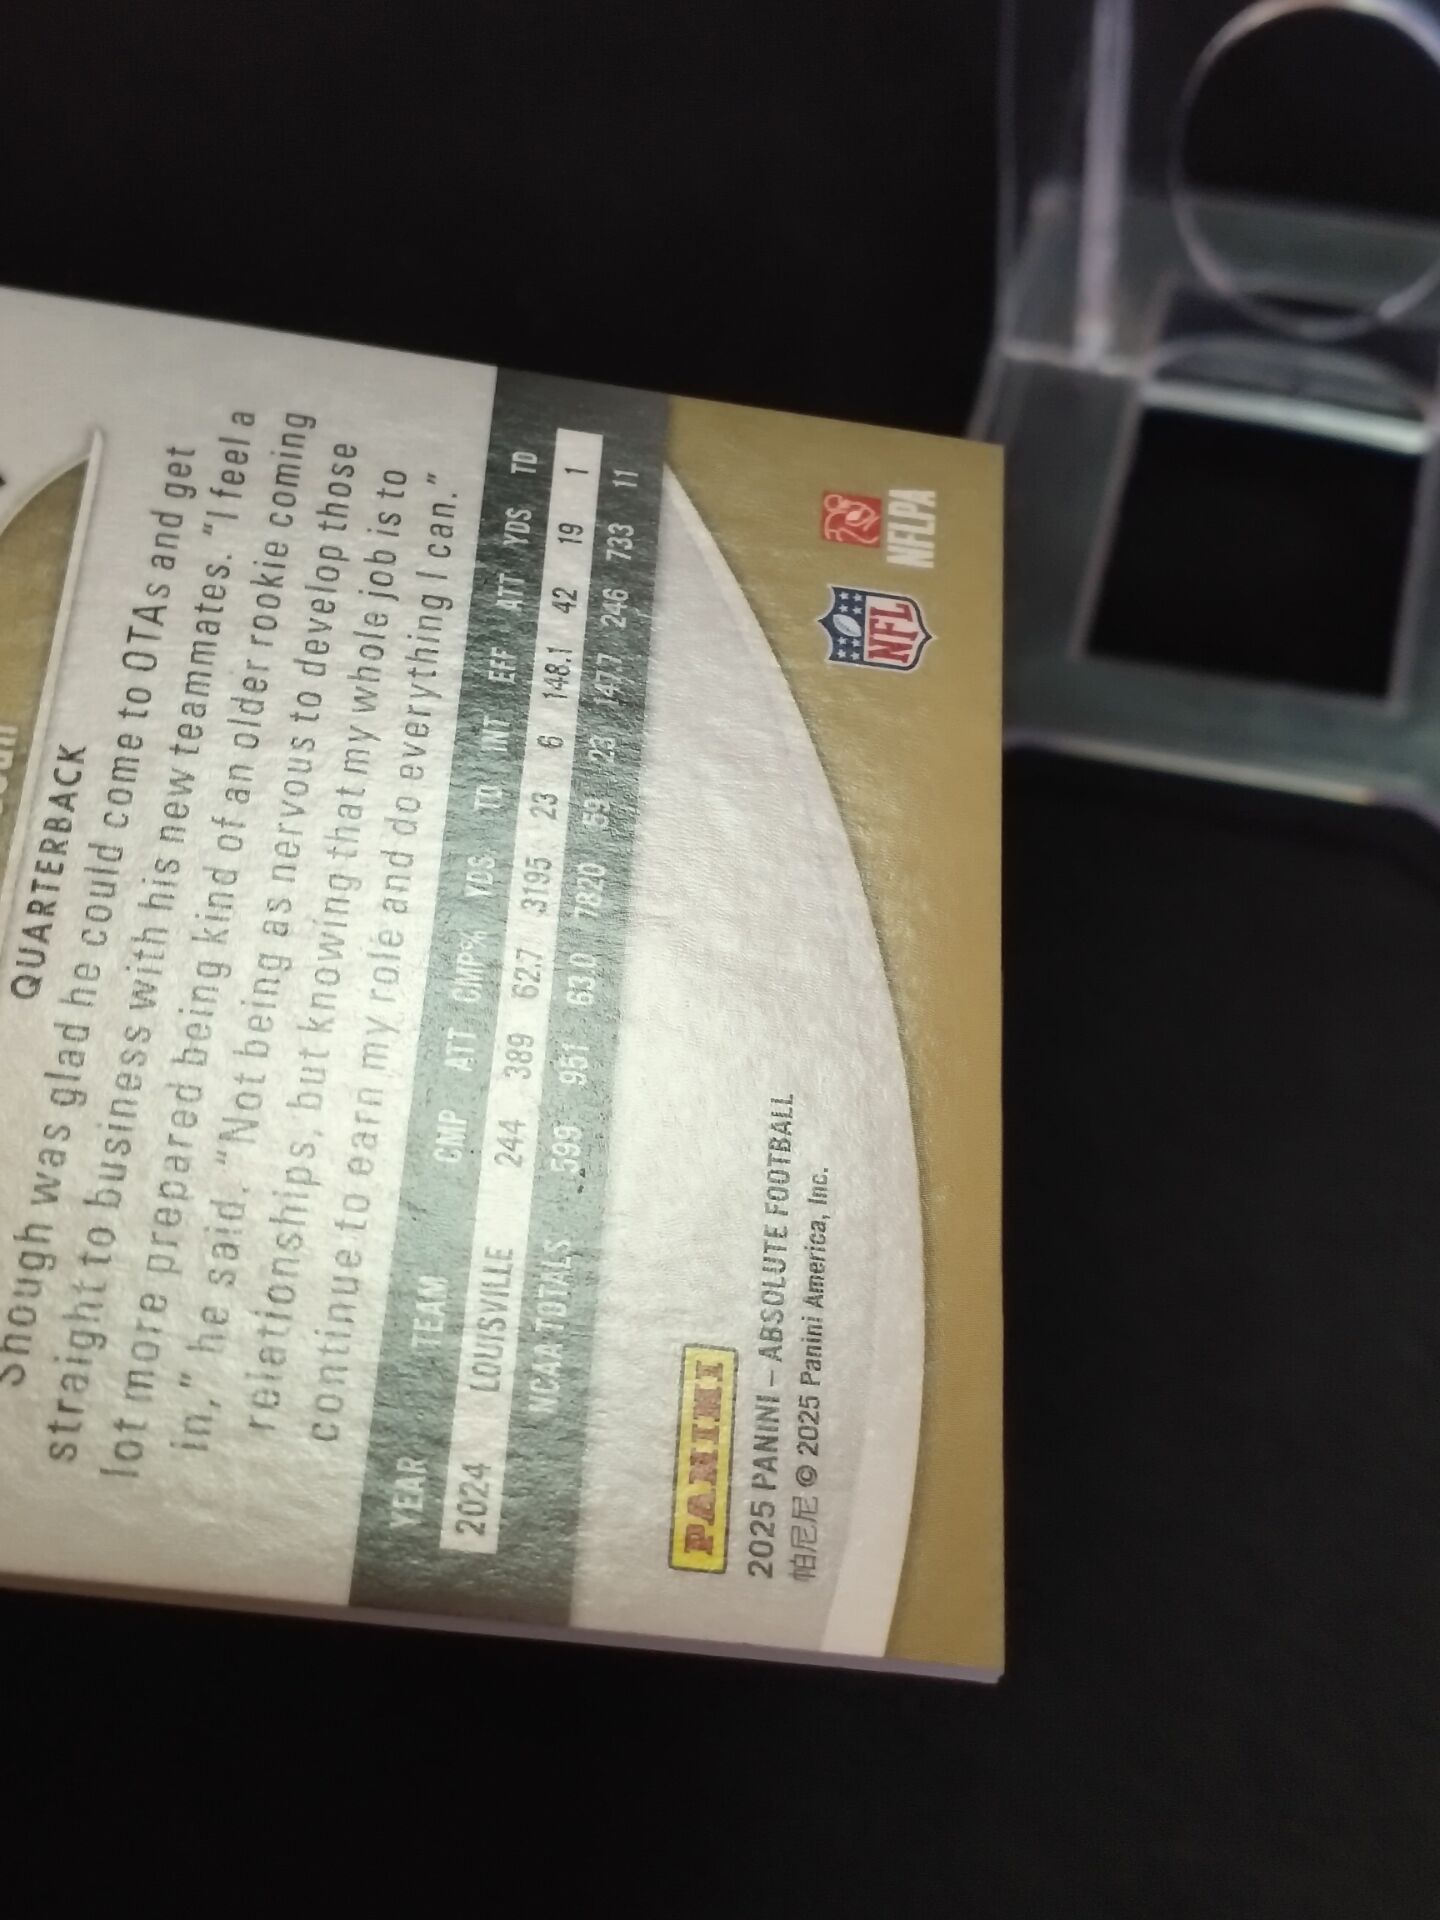 QUARTERBACK
Shough was glad he could come to OTAs and get
straight to business with his new teammates. "I feel a
lot more prepared being kind of an older rookie coming
in," he said. "Not being as nervous to develop those
relationships, but knowing that my whole job is to
continue to earn my role and do everything I can."
YEAR TEAM CMP ATT CMP% YDS TD INT EFF ATT YDS TD
2024 LOUISVILLE 244 389 62.7 3195 23 6 148.1 42 19 1
NCAA TOTALS 599 951 63.0 7820 59 23 147.7 246 733 11
PANINI
2025 PANINI – ABSOLUTE FOOTBALL
帕尼尼 © 2025 Panini America, Inc.
NFL
NFLPA